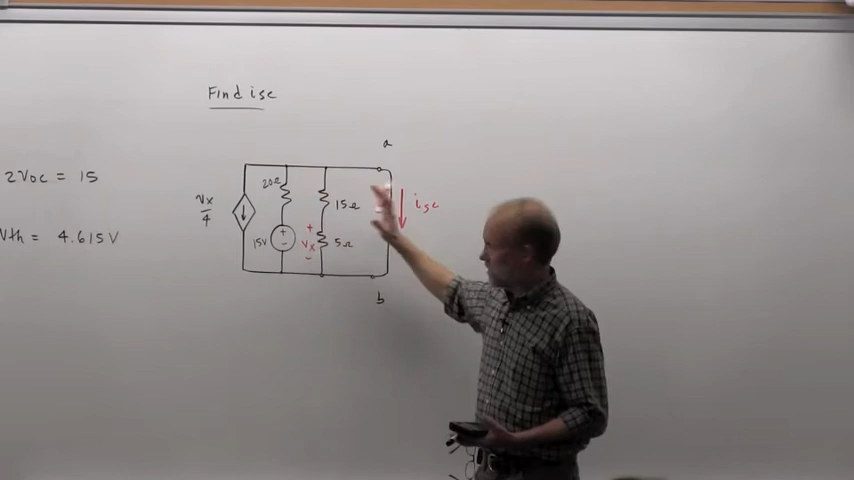 Find isc
2Voc = 15
Vth = 4.615V
a
20Ω
Vx
4
15Ω
isc
15V
+
-
+
Vx
-
5Ω
b